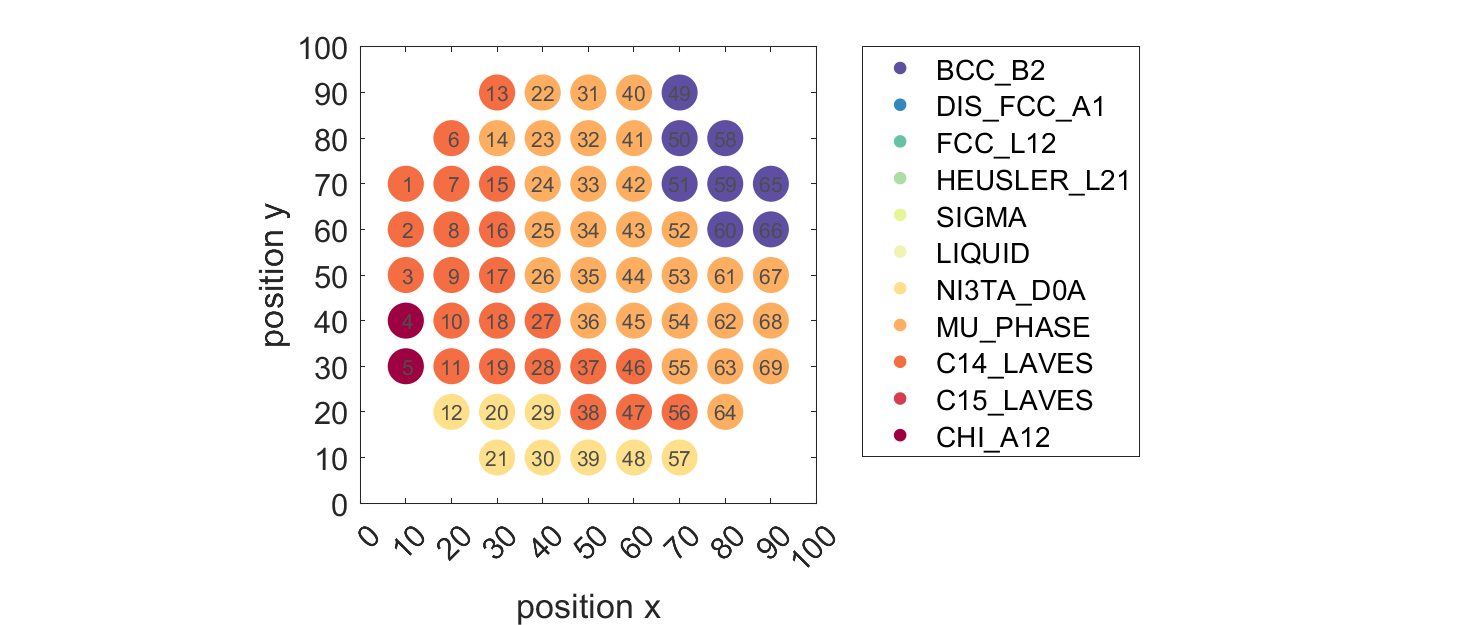 100
90
80
70
60
50
40
30
20
10
0
position y
13 22 31 40 49
6 14 23 32 41 50 58
1 7 15 24 33 42 51 59 65
2 8 16 25 34 43 52 60 66
3 9 17 26 35 44 53 61 67
4 10 18 27 36 45 54 62 68
5 11 19 28 37 46 55 63 69
12 20 29 38 47 56 64
21 30 39 48 57
0 10 20 30 40 50 60 70 80 90 100
position x
BCC_B2
DIS_FCC_A1
FCC_L12
HEUSLER_L21
SIGMA
LIQUID
NI3TA_D0A
MU_PHASE
C14_LAVES
C15_LAVES
CHI_A12